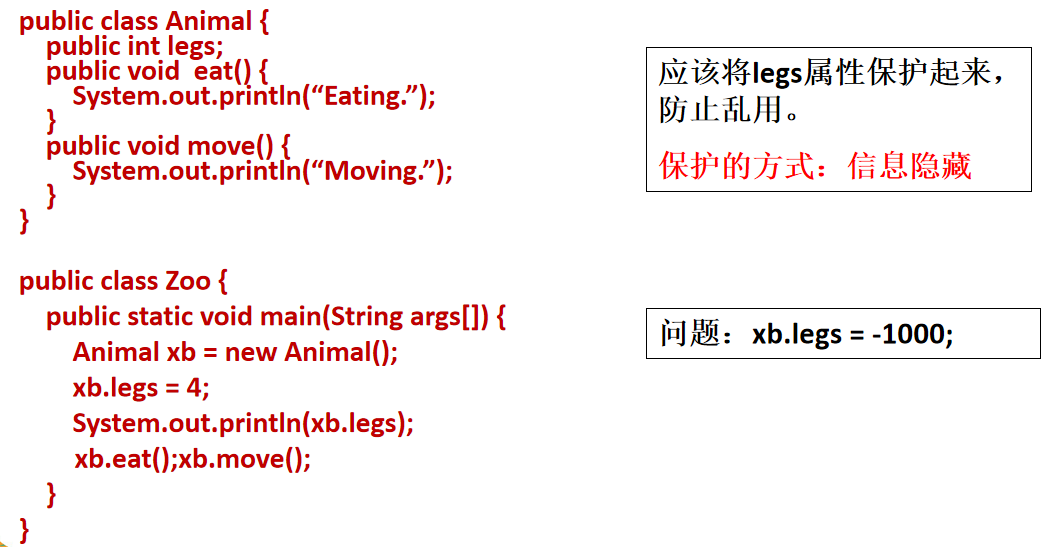 public class Animal {
public int legs;
public void  eat() {
System.out.println(“Eating.”);
}
public void move() {
System.out.println(“Moving.”);
}
}
public class Zoo {
public static void main(String args[]) {
Animal xb = new Animal();
xb.legs = 4;
System.out.println(xb.legs);
xb.eat();xb.move();
}
}
应该将legs属性保护起来，
防止乱用。
保护的方式：信息隐藏
问题：xb.legs = -1000;